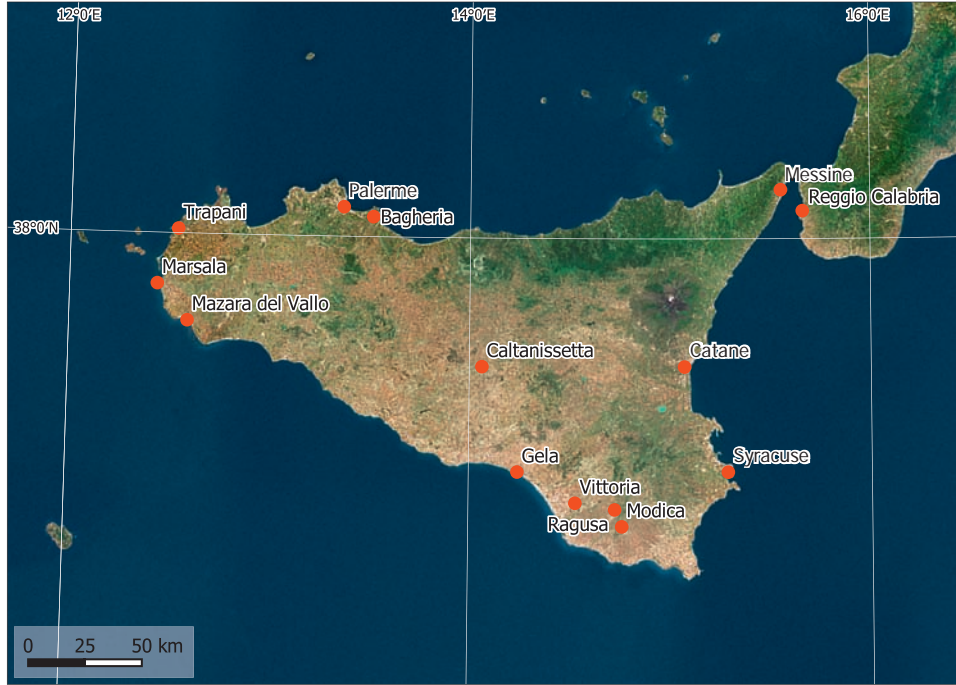 12°0'E
14°0'E
16°0'E
Messine
Palerme
Reggio Calabria
Trapani
Bagheria
38°0'N
Marsala
Mazara del Vallo
Caltanissetta
Catane
Gela
Syracuse
Vittoria
Modica
Ragusa
0 25 50 km